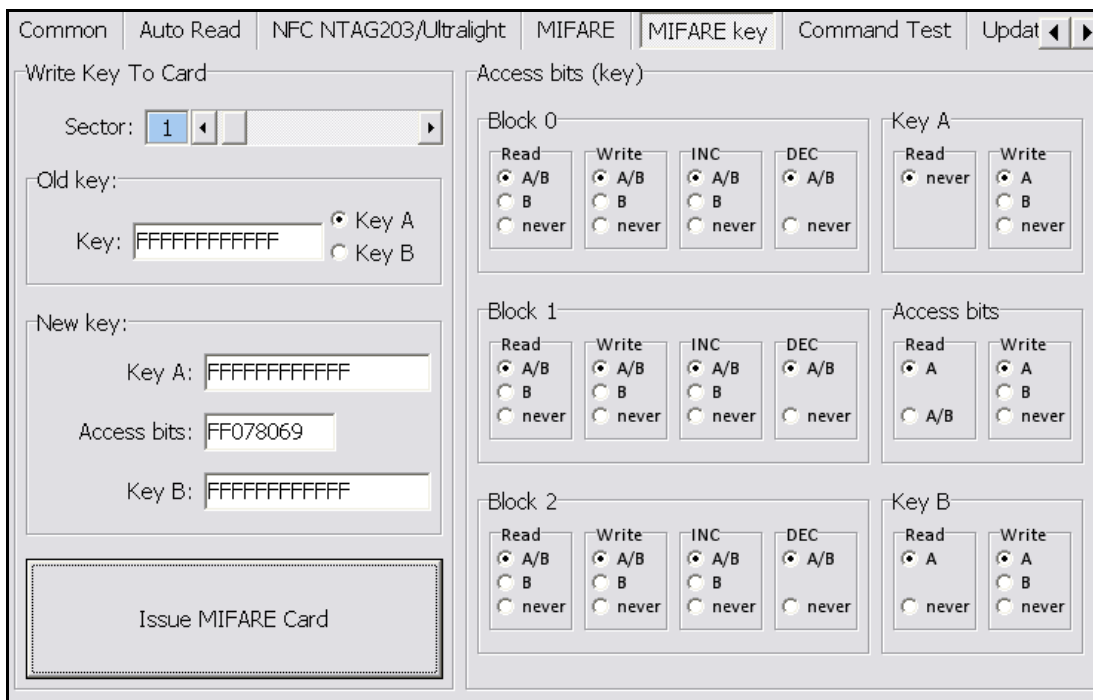 Common Auto Read NFC NTAG203/Ultralight MIFARE MIFARE key Command Test Updat
Write Key To Card
Sector: 1
Old key:
Key: FFFFFFFFFFFF
Key A
Key B
New key:
Key A: FFFFFFFFFFFF
Access bits: FF078069
Key B: FFFFFFFFFFFF
Issue MIFARE Card
Access bits (key)
Block 0
Read Write INC DEC
A/B A/B A/B A/B
B B B
never never never never
Key A
Read Write
never A
B
never
Block 1
Read Write INC DEC
A/B A/B A/B A/B
B B B
never never never never
Access bits
Read Write
A A
B
A/B never
Block 2
Read Write INC DEC
A/B A/B A/B A/B
B B B
never never never never
Key B
Read Write
A A
B
never never